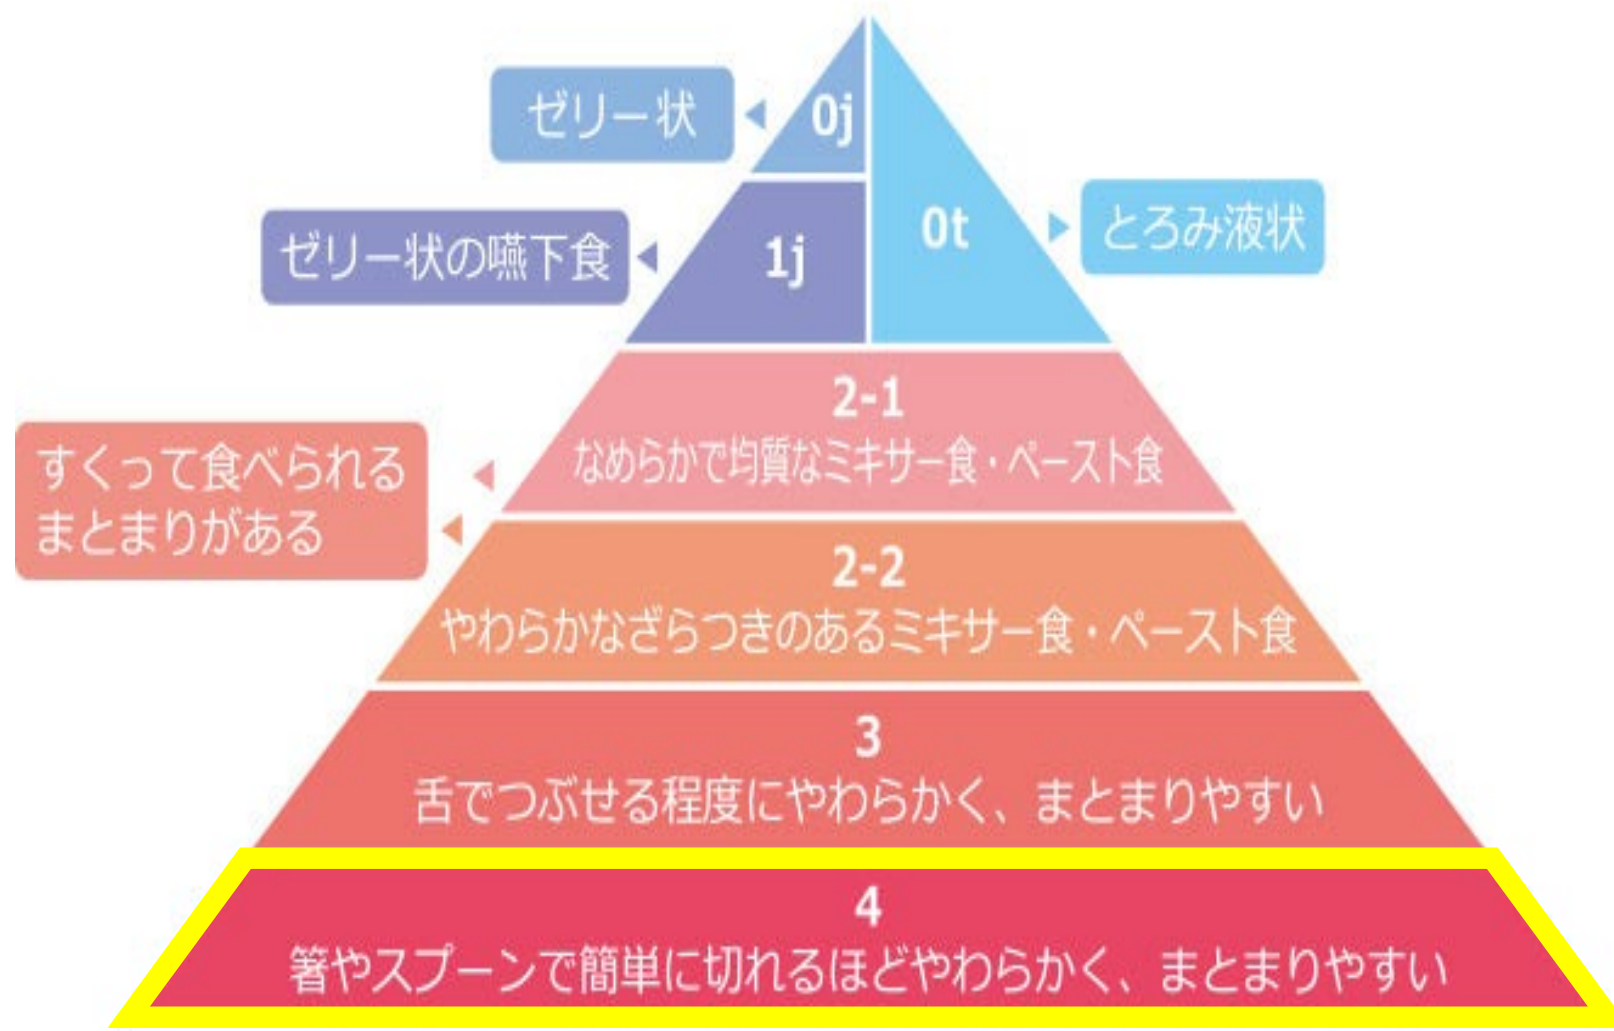 ゼリー状
0j
ゼリー状の嚥下食
1j
0t
とろみ液状
2-1
なめらかで均質なミキサー食・ペースト食
すくって食べられる
まとまりがある
2-2
やわらかなざらつきのあるミキサー食・ペースト食
3
舌でつぶせる程度にやわらかく、まとまりやすい
4
箸やスプーンで簡単に切れるほどやわらかく、まとまりやすい